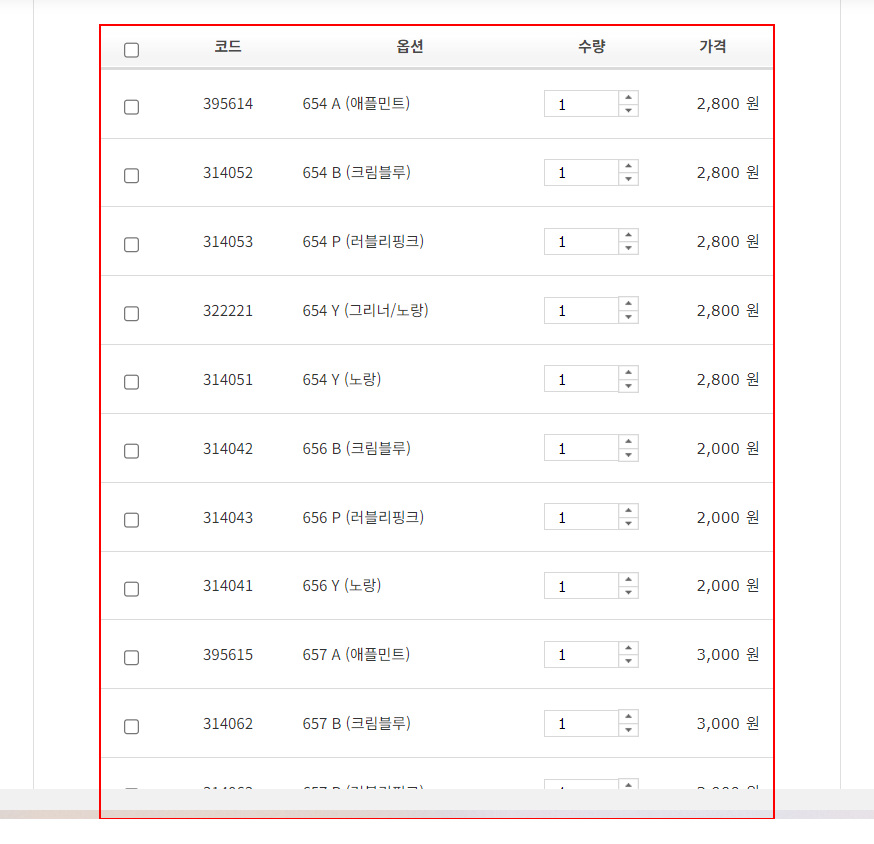 코드 옵션 수량 가격
395614 654 A (애플민트) 1 2,800 원
314052 654 B (크림블루) 1 2,800 원
314053 654 P (러블리핑크) 1 2,800 원
322221 654 Y (그리너/노랑) 1 2,800 원
314051 654 Y (노랑) 1 2,800 원
314042 656 B (크림블루) 1 2,000 원
314043 656 P (러블리핑크) 1 2,000 원
314041 656 Y (노랑) 1 2,000 원
395615 657 A (애플민트) 1 3,000 원
314062 657 B (크림블루) 1 3,000 원